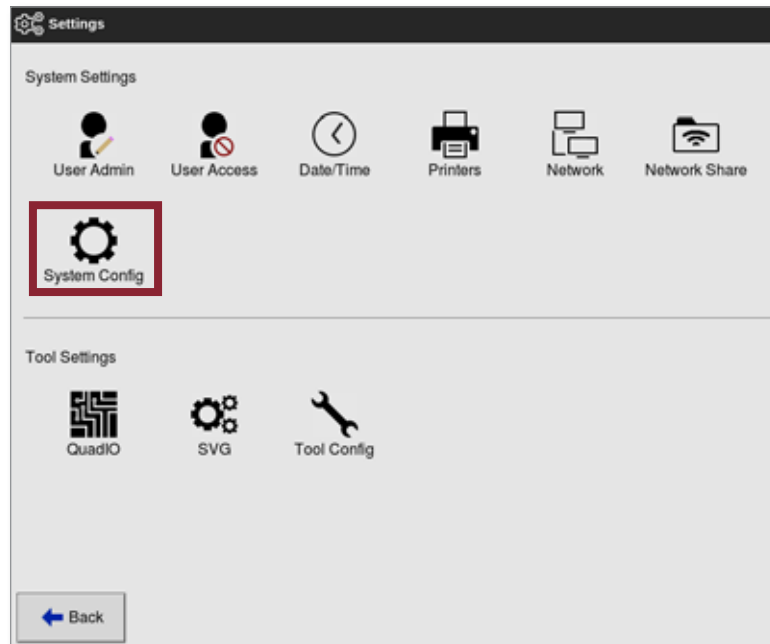 Settings
System Settings
User Admin User Access Date/Time Printers Network Network Share
System Config
Tool Settings
QuadIO SVG Tool Config
Back